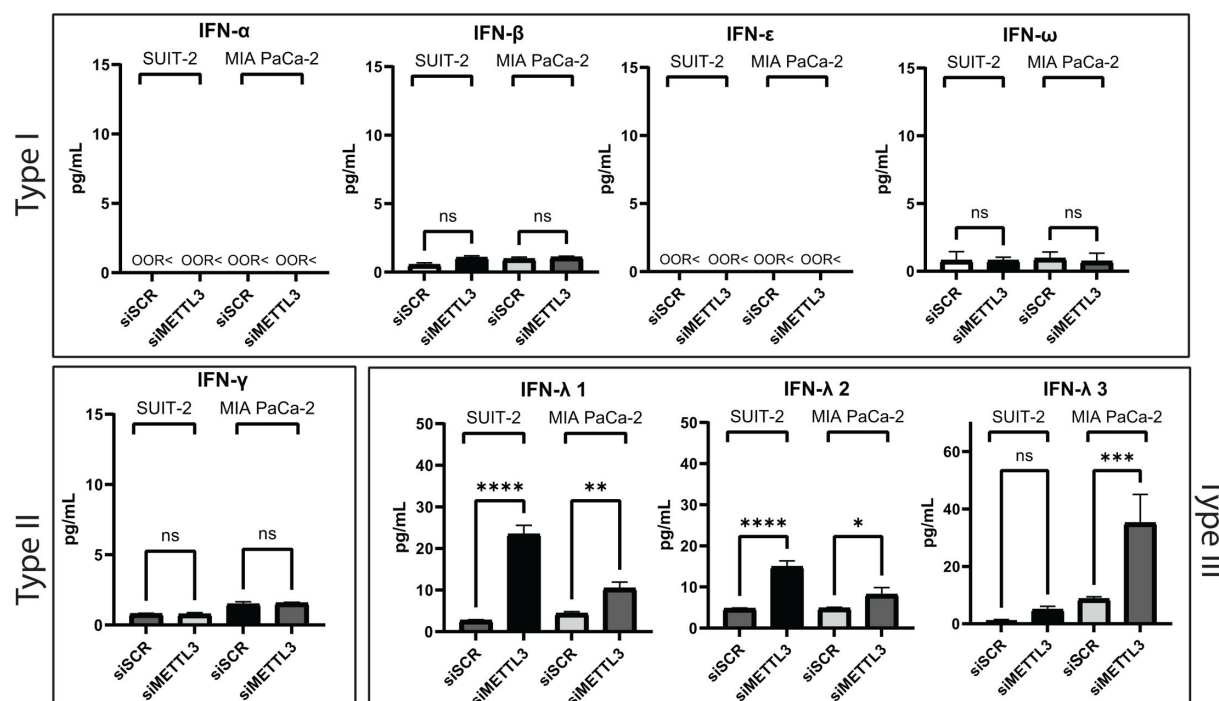 Type I
IFN-α
SUIT-2 MIA PaCa-2
15
10
5
0
pg/mL
OOR< OOR< OOR< OOR<
siSCR siMETTL3 siSCR siMETTL3
IFN-β
SUIT-2 MIA PaCa-2
15
10
5
0
pg/mL
ns ns
siSCR siMETTL3 siSCR siMETTL3
IFN-ε
SUIT-2 MIA PaCa-2
15
10
5
0
pg/mL
OOR< OOR< OOR< OOR<
siSCR siMETTL3 siSCR siMETTL3
IFN-ω
SUIT-2 MIA PaCa-2
15
10
5
0
pg/mL
ns ns
siSCR siMETTL3 siSCR siMETTL3
Type II
IFN-γ
SUIT-2 MIA PaCa-2
15
10
5
0
pg/mL
ns ns
siSCR siMETTL3 siSCR siMETTL3
IFN-λ 1
SUIT-2 MIA PaCa-2
50
40
30
20
10
0
pg/mL
**** **
siSCR siMETTL3 siSCR siMETTL3
IFN-λ 2
SUIT-2 MIA PaCa-2
50
40
30
20
10
0
pg/mL
**** *
siSCR siMETTL3 siSCR siMETTL3
IFN-λ 3
SUIT-2 MIA PaCa-2
60
40
20
0
pg/mL
ns ***
siSCR siMETTL3 siSCR siMETTL3
Type III